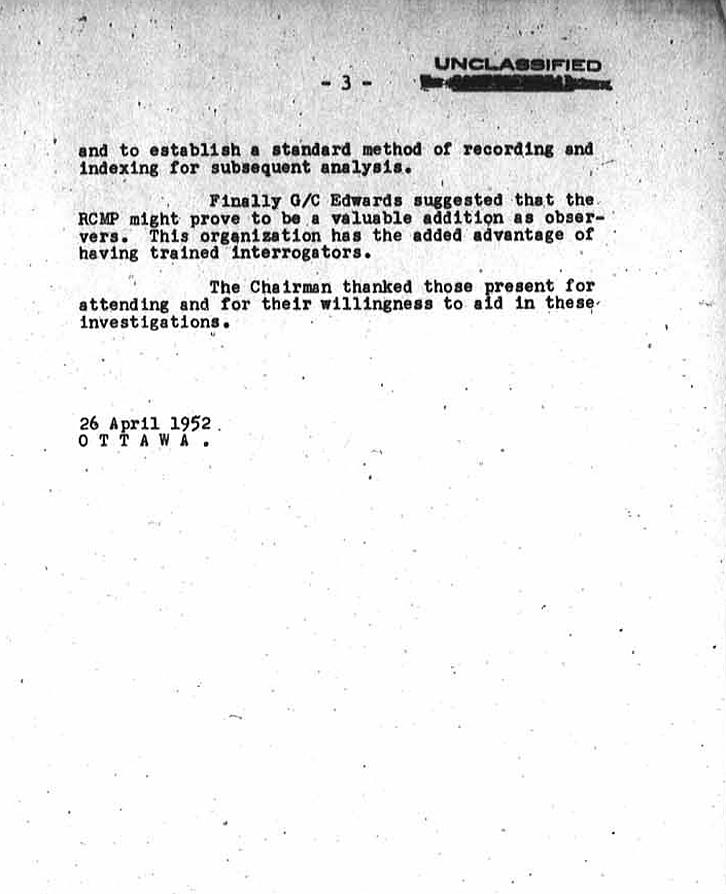 UNCLASSIFIED
- 3 -
and to establish a standard method of recording and
indexing for subsequent analysis.
Finally G/C Edwards suggested that the
RCMP might prove to be a valuable addition as obser-
vers. This organization has the added advantage of
having trained interrogators.
The Chairman thanked those present for
attending and for their willingness to aid in these
investigations.
26 April 1952
O T T A W A .